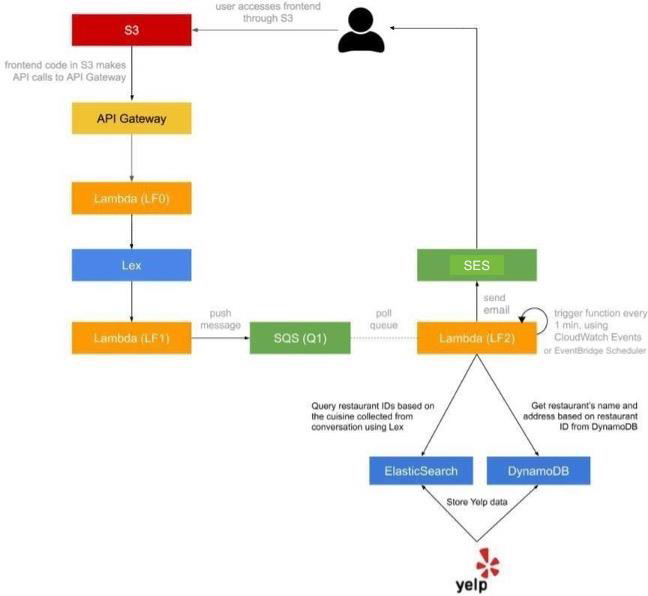 user accesses frontend
through S3
S3
frontend code in S3 makes
API calls to API Gateway
API Gateway
Lambda (LF0)
Lex
SES
send
email
push
message
poll
queue
Lambda (LF1)
SQS (Q1)
Lambda (LF2)
trigger function every
1 min. using
CloudWatch Events
or EventBridge Scheduler
Query restaurant IDs based on
the cuisine collected from
conversation using Lex
Get restaurant's name and
address based on restaurant
ID from DynamoDB
ElasticSearch
DynamoDB
Store Yelp data
yelp